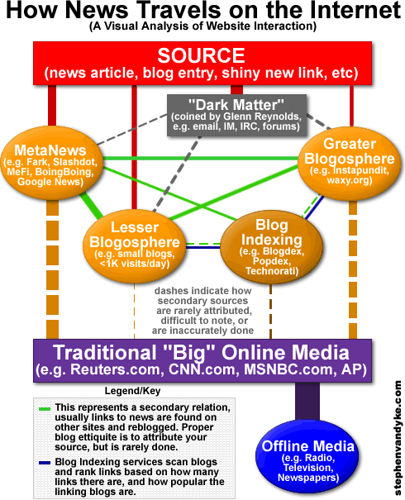 How News Travels on the Internet
(A Visual Analysis of Website Interaction)
SOURCE
(news article, blog entry, shiny new link, etc)
"Dark Matter"
(coined by Glenn Reynolds,
e.g. email, IM, IRC, forums)
MetaNews
(e.g. Fark, Slashdot,
MeFi, BoingBoing,
Google News)
Greater
Blogosphere
(e.g. Instapundit,
waxy.org)
Lesser
Blogosphere
(e.g. small blogs,
<1K visits/day)
Blog
Indexing
(e.g. Blogdex,
Popdex,
Technorati)
dashes indicate how
secondary sources
are rarely attributed,
difficult to note, or
are inaccurately done
Traditional "Big" Online Media
(e.g. Reuters.com, CNN.com, MSNBC.com, AP)
Legend/Key
This represents a secondary relation,
usually links to news are found on
other sites and reblogged. Proper
blog ettiquite is to attribute your
source, but is rarely done.
Blog Indexing services scan blogs
and rank links based on how many
links there are, and how popular the
linking blogs are.
Offline Media
(e.g. Radio,
Television,
Newspapers)
stephenvandyke.com